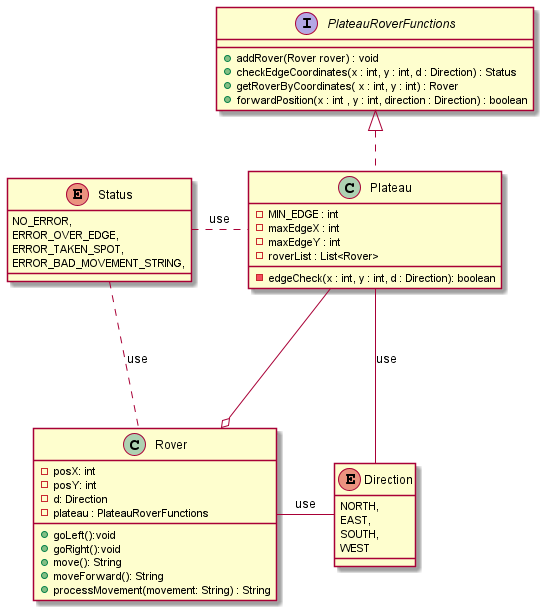 I PlateauRoverFunctions
addRover(Rover rover) : void
checkEdgeCoordinates(x : int, y : int, d : Direction) : Status
getRoverByCoordinates( x : int, y : int) : Rover
forwardPosition(x : int , y : int, direction : Direction) : boolean
E Status
NO_ERROR,
ERROR_OVER_EDGE,
ERROR_TAKEN_SPOT,
ERROR_BAD_MOVEMENT_STRING,
use
C Plateau
MIN_EDGE : int
maxEdgeX : int
maxEdgeY : int
roverList : List<Rover>
edgeCheck(x : int, y : int, d : Direction): boolean
use
use
C Rover
posX: int
posY: int
d: Direction
plateau : PlateauRoverFunctions
goLeft():void
goRight():void
move(): String
moveForward(): String
processMovement(movement: String) : String
use
E Direction
NORTH,
EAST,
SOUTH,
WEST